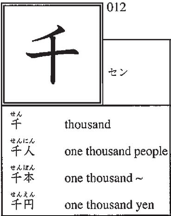 012
千
セン
せん
千 thousand
せんにん
千人 one thousand people
せんぼん
千本 one thousand ~
せんえん
千円 one thousand yen